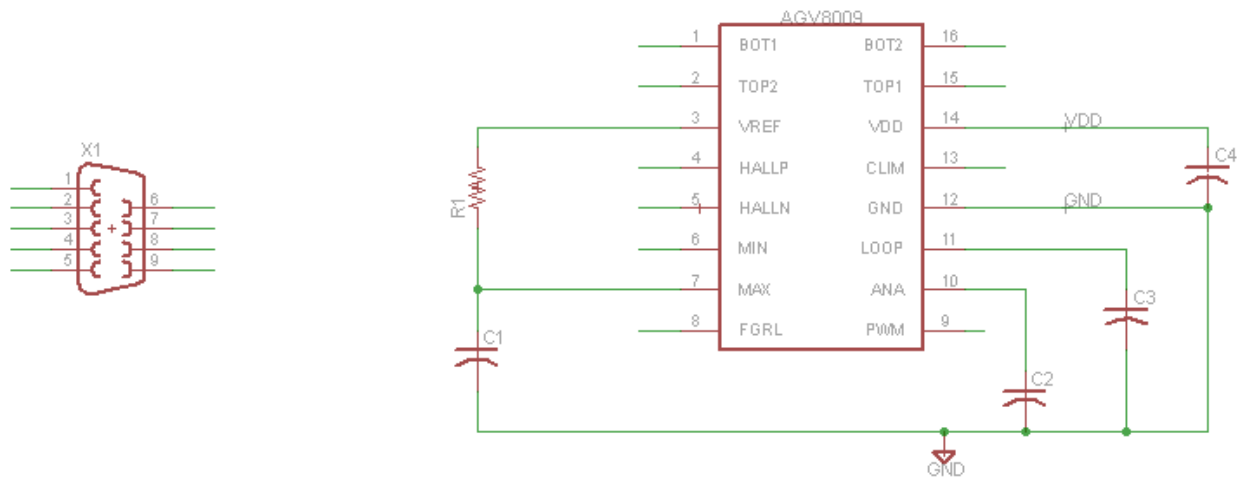 AGV8009
1 BOT1 BOT2 16
2 TOP2 TOP1 15
3 VREF VDD 14 VDD
4 HALLP CLIM 13
5 HALLN GND 12 GND
6 MIN LOOP 11
7 MAX ANA 10
8 FGRL PWM 9
X1
1
2 6
3 7
4 8
5 9
R1
C1
C2
C3
C4
GND